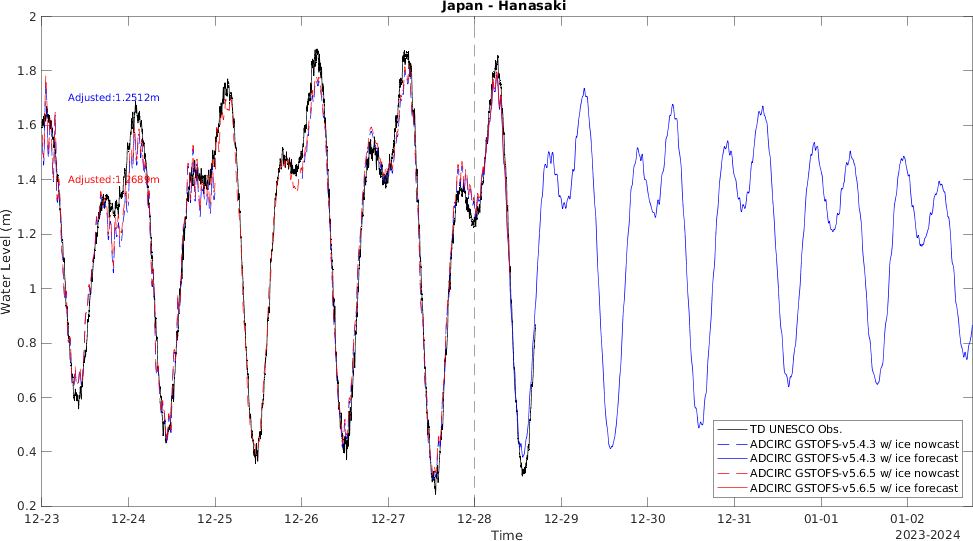 Japan - Hanasaki
2
1.8
1.6
1.4
1.2
1
0.8
0.6
0.4
0.2
Water Level (m)
Adjusted:1.2512m
Adjusted:1.2689m
TD UNESCO Obs.
ADCIRC GSTOFS-v5.4.3 w/ ice nowcast
ADCIRC GSTOFS-v5.4.3 w/ ice forecast
ADCIRC GSTOFS-v5.6.5 w/ ice nowcast
ADCIRC GSTOFS-v5.6.5 w/ ice forecast
12-23 12-24 12-25 12-26 12-27 12-28 12-29 12-30 12-31 01-01 01-02
Time
2023-2024